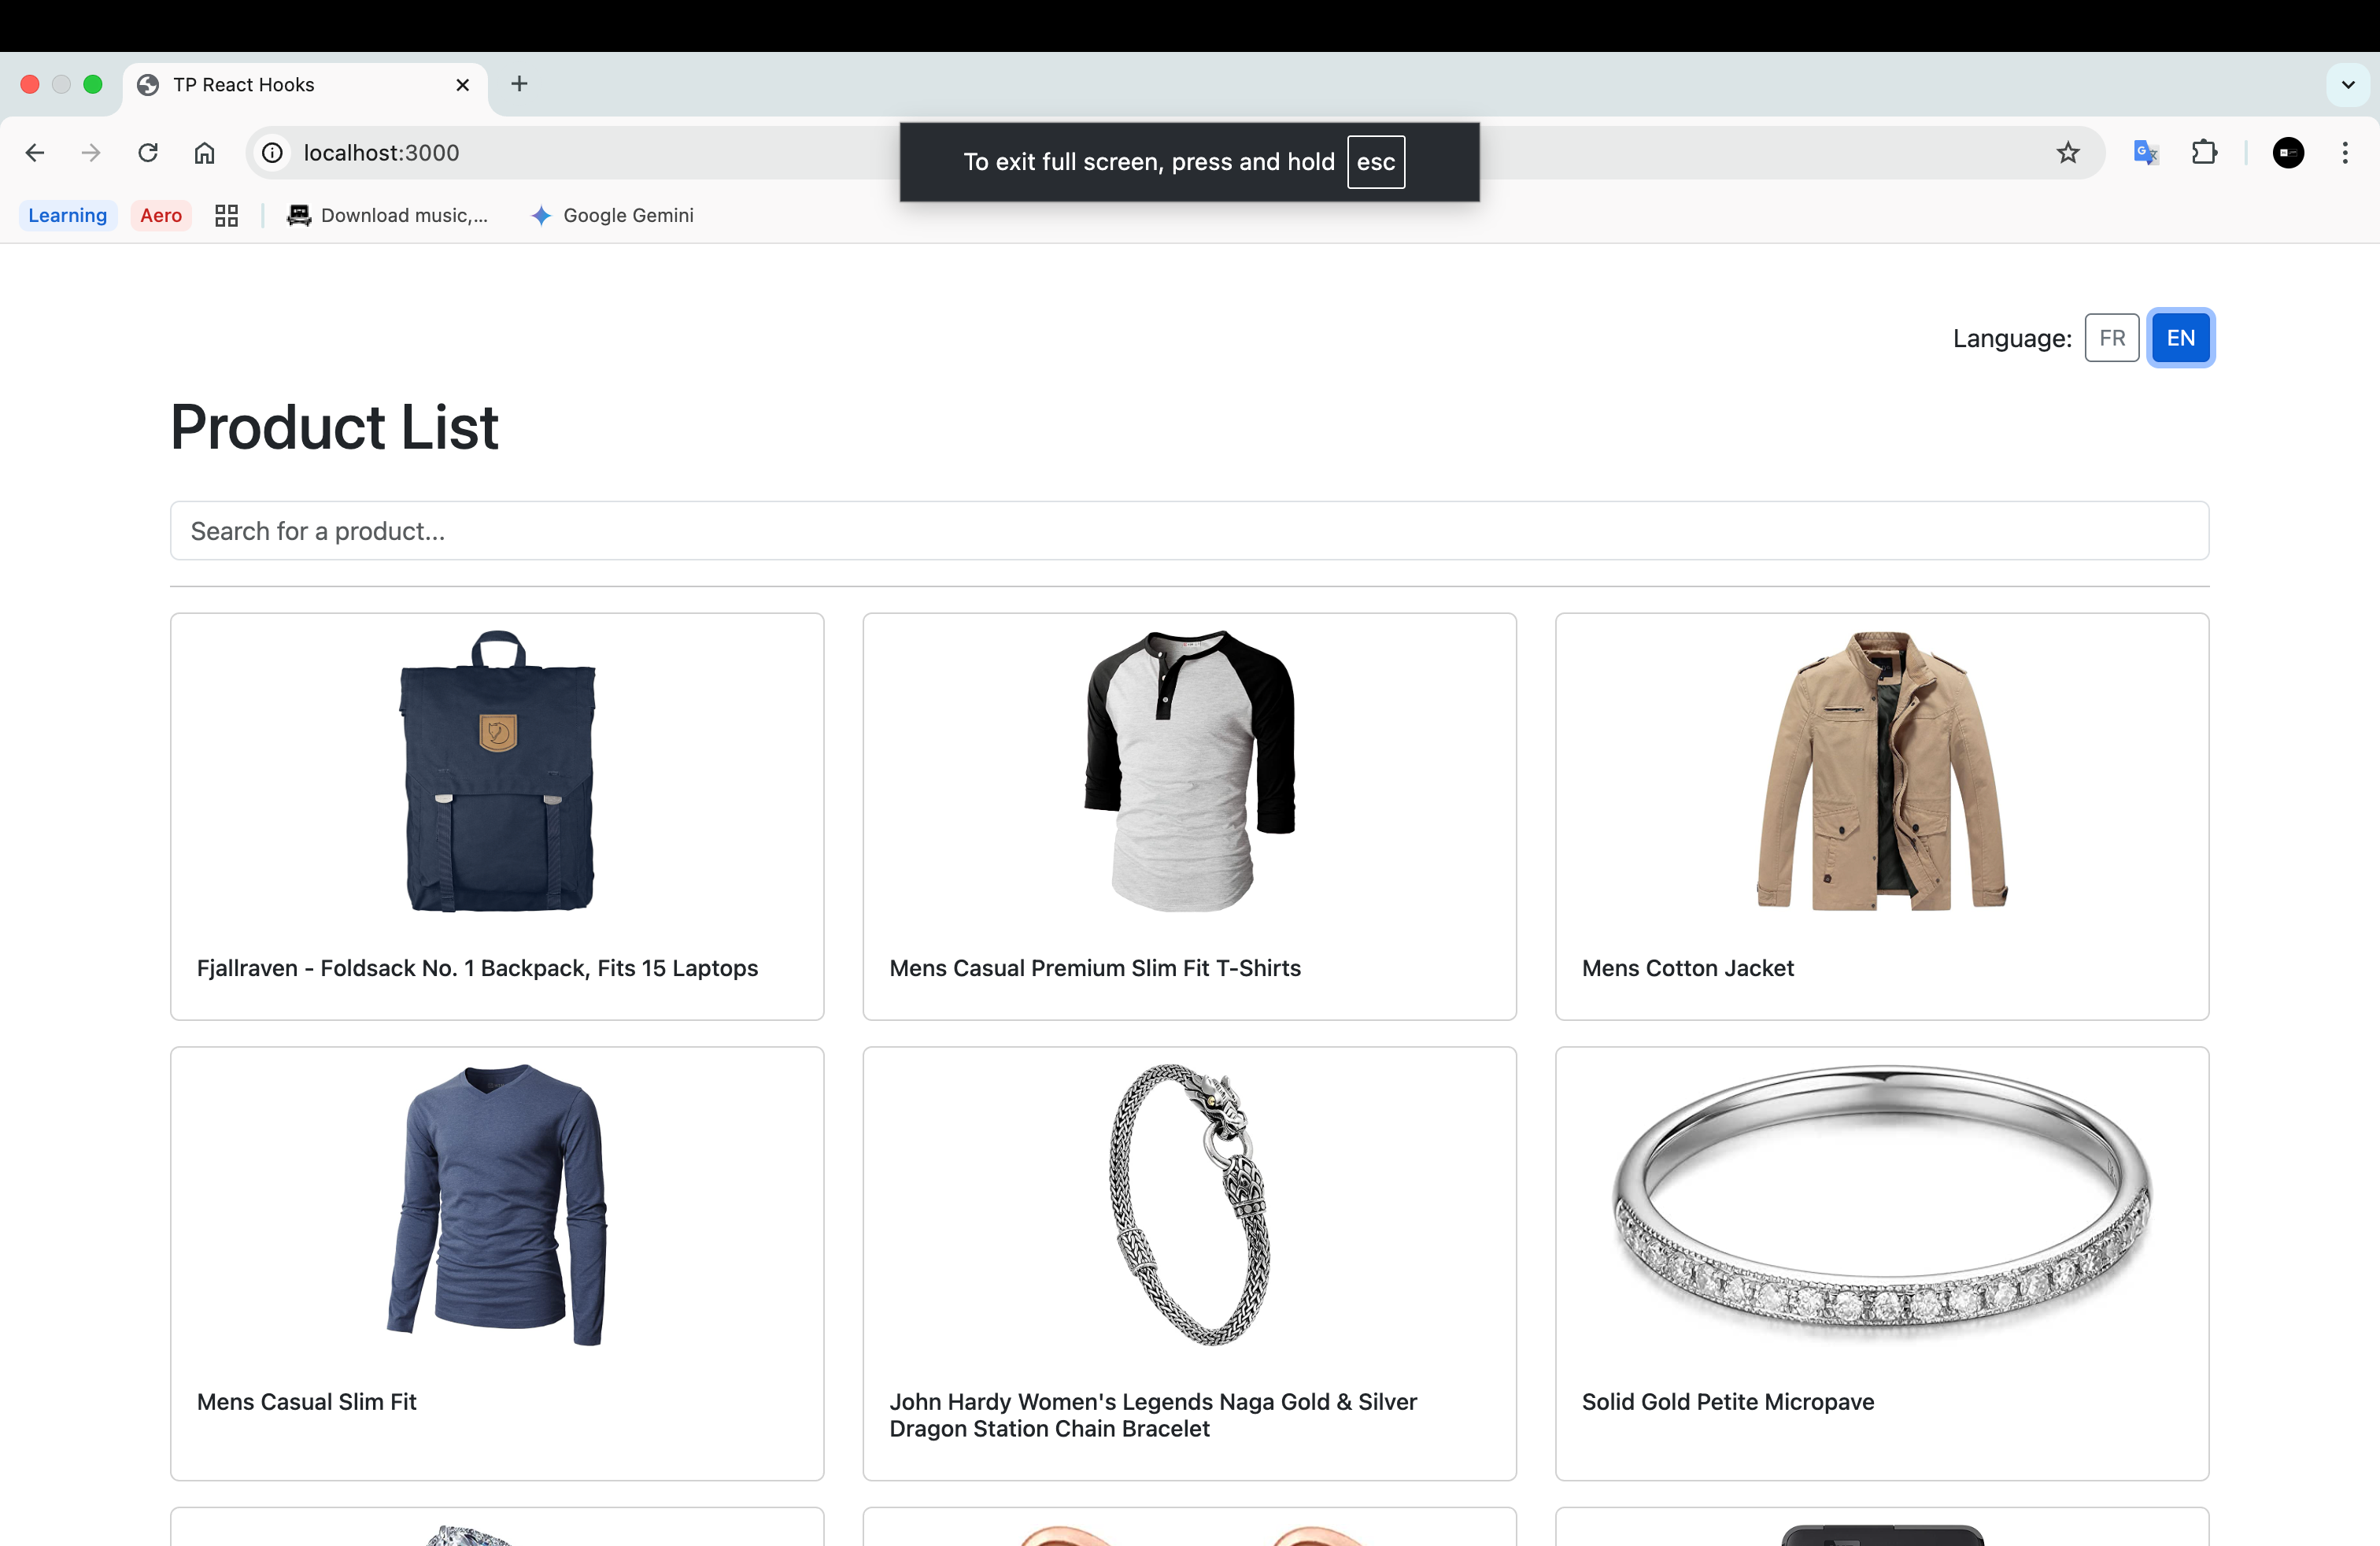 TP React Hooks
localhost:3000
To exit full screen, press and hold esc
Learning
Aero
Download music,...
Google Gemini
Language:
FR
EN
Product List
Search for a product...
Fjallraven - Foldsack No. 1 Backpack, Fits 15 Laptops
Mens Casual Premium Slim Fit T-Shirts
Mens Cotton Jacket
Mens Casual Slim Fit
John Hardy Women's Legends Naga Gold & Silver
Dragon Station Chain Bracelet
Solid Gold Petite Micropave